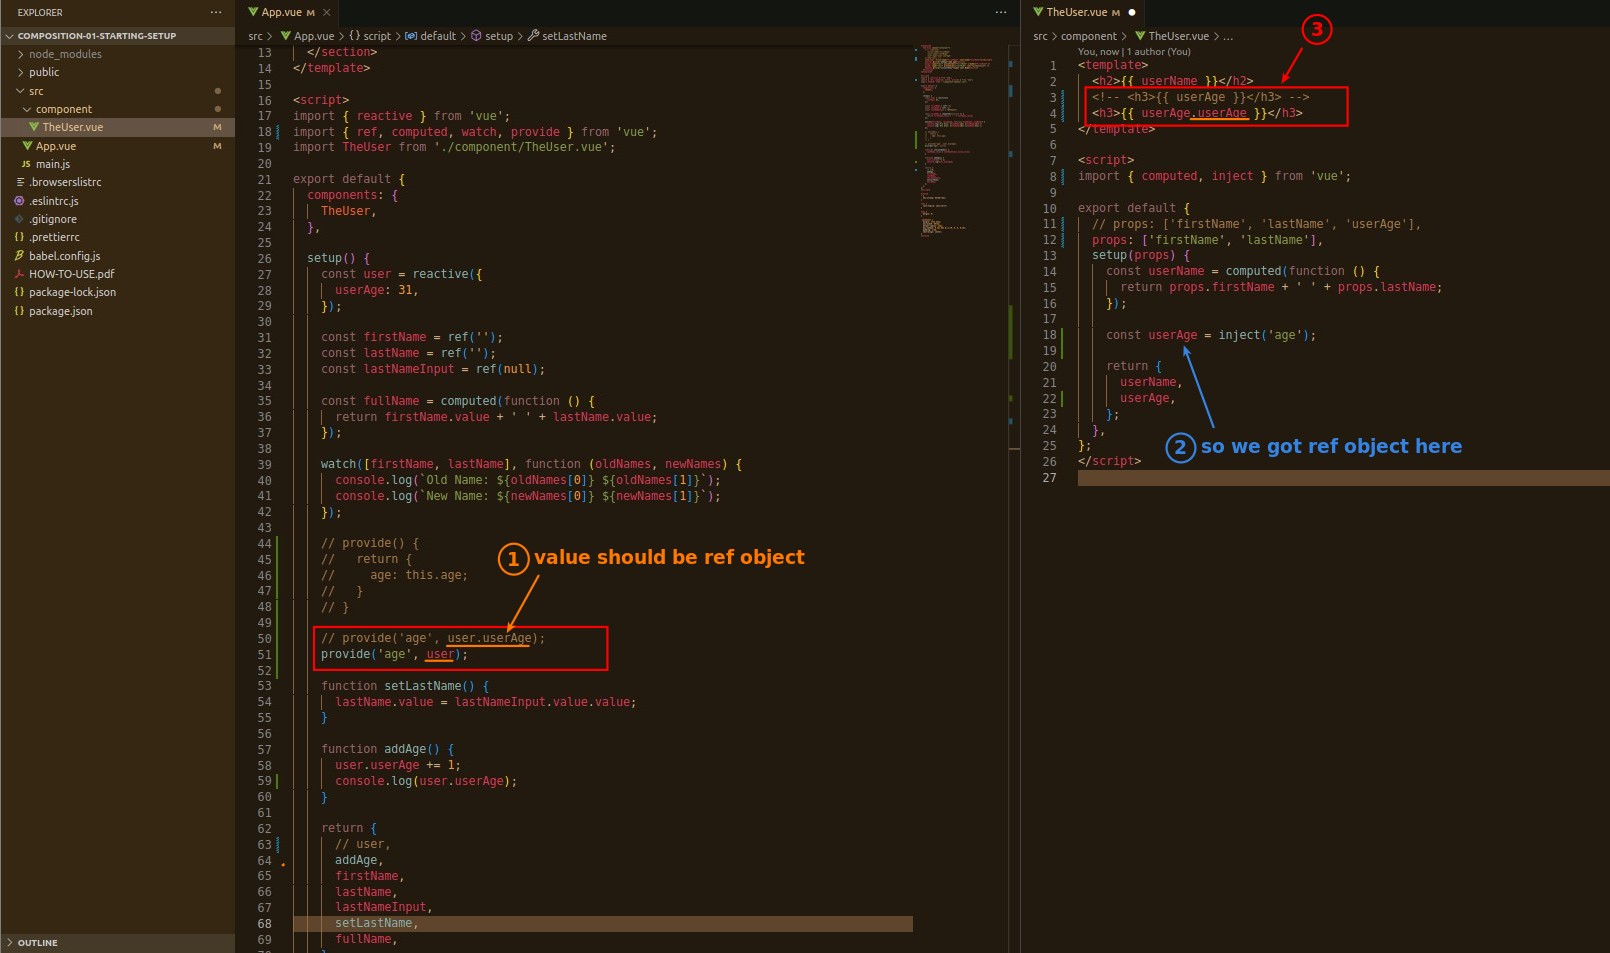 EXPLORER
COMPOSITION-01-STARTING-SETUP
node_modules
public
src
component
TheUser.vue M
App.vue M
JS main.js
.browserslistrc
.eslintrc.js
.gitignore
{} .prettierrc
babel.config.js
HOW-TO-USE.pdf
{} package-lock.json
{} package.json
OUTLINE
App.vue M
src > App.vue > {} script > default > setup > setLastName
13 </section>
14 </template>
15
16 <script>
17 import { reactive } from 'vue';
18 import { ref, computed, watch, provide } from 'vue';
19 import TheUser from './component/TheUser.vue';
20
21 export default {
22 components: {
23 TheUser,
24 },
25
26 setup() {
27 const user = reactive({
28 userAge: 31,
29 });
30
31 const firstName = ref('');
32 const lastName = ref('');
33 const lastNameInput = ref(null);
34
35 const fullName = computed(function () {
36 return firstName.value + ' ' + lastName.value;
37 });
38
39 watch([firstName, lastName], function (oldNames, newNames) {
40 console.log(`Old Name: ${oldNames[0]} ${oldNames[1]}`);
41 console.log(`New Name: ${newNames[0]} ${newNames[1]}`);
42 });
43
44 // provide() {
45 // return {
46 // age: this.age;
47 // }
48 // }
49
50 // provide('age', user.userAge);
51 provide('age', user);
52
53 function setLastName() {
54 lastName.value = lastNameInput.value.value;
55 }
56
57 function addAge() {
58 user.userAge += 1;
59 console.log(user.userAge);
60 }
61
62 return {
63 // user,
64 addAge,
65 firstName,
66 lastName,
67 lastNameInput,
68 setLastName,
69 fullName,
1 value should be ref object
TheUser.vue M
src > component > TheUser.vue > ...
You, now | 1 author (You)
1 <template>
2 <h2>{{ userName }}</h2>
3 <!-- <h3>{{ userAge }}</h3> -->
4 <h3>{{ userAge.userAge }}</h3>
5 </template>
6
7 <script>
8 import { computed, inject } from 'vue';
9
10 export default {
11 // props: ['firstName', 'lastName', 'userAge'],
12 props: ['firstName', 'lastName'],
13 setup(props) {
14 const userName = computed(function () {
15 return props.firstName + ' ' + props.lastName;
16 });
17
18 const userAge = inject('age');
19
20 return {
21 userName,
22 userAge,
23 };
24 },
25 };
26 </script>
27
3
2 so we got ref object here